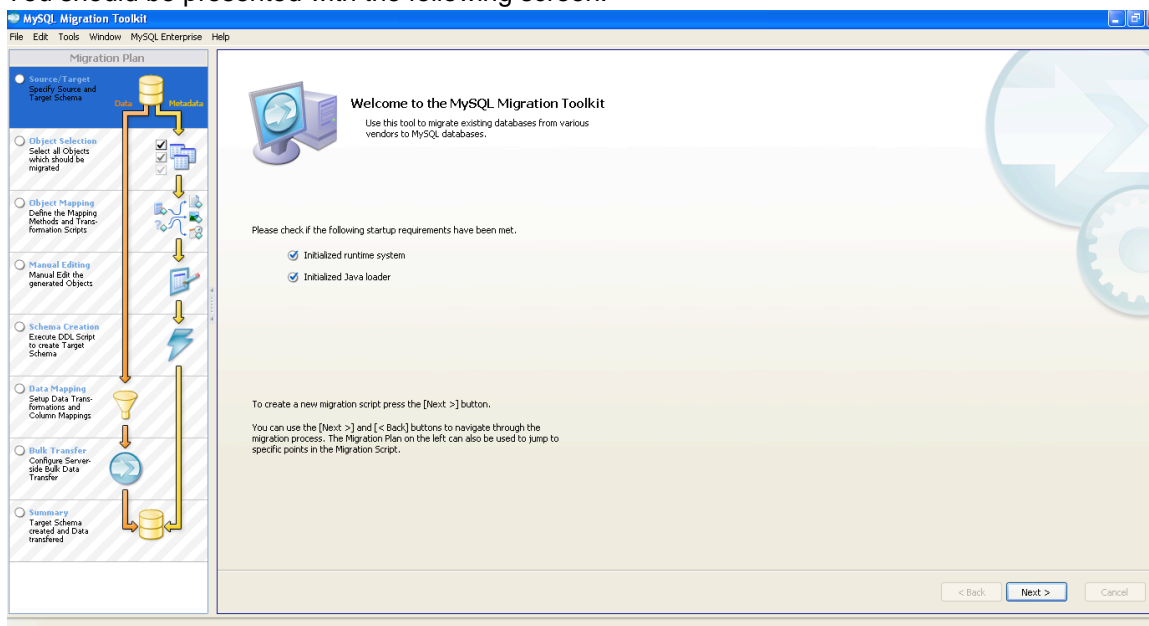 You should be presented with the following screen:
MySQL Migration Toolkit
File Edit Tools Window MySQL Enterprise Help
Migration Plan
Source/Target
Specify Source and
Target Schema
Data
Metadata
Object Selection
Select all Objects
which should be
migrated
Object Mapping
Define the Mapping
Methods and Trans-
formation Scripts
Manual Editing
Manual Edit the
generated Objects
Schema Creation
Execute DDL Script
to create Target
Schema
Data Mapping
Setup Data Trans-
formations and
Column Mappings
Bulk Transfer
Configure Server-
side Bulk Data
Transfer
Summary
Target Schema
created and Data
transfered
Welcome to the MySQL Migration Toolkit
Use this tool to migrate existing databases from various
vendors to MySQL databases.
Please check if the following startup requirements have been met.
Initialized runtime system
Initialized Java loader
To create a new migration script press the [Next >] button.
You can use the [Next >] and [< Back] buttons to navigate through the
migration process. The Migration Plan on the left can also be used to jump to
specific points in the Migration Script.
< Back
Next >
Cancel